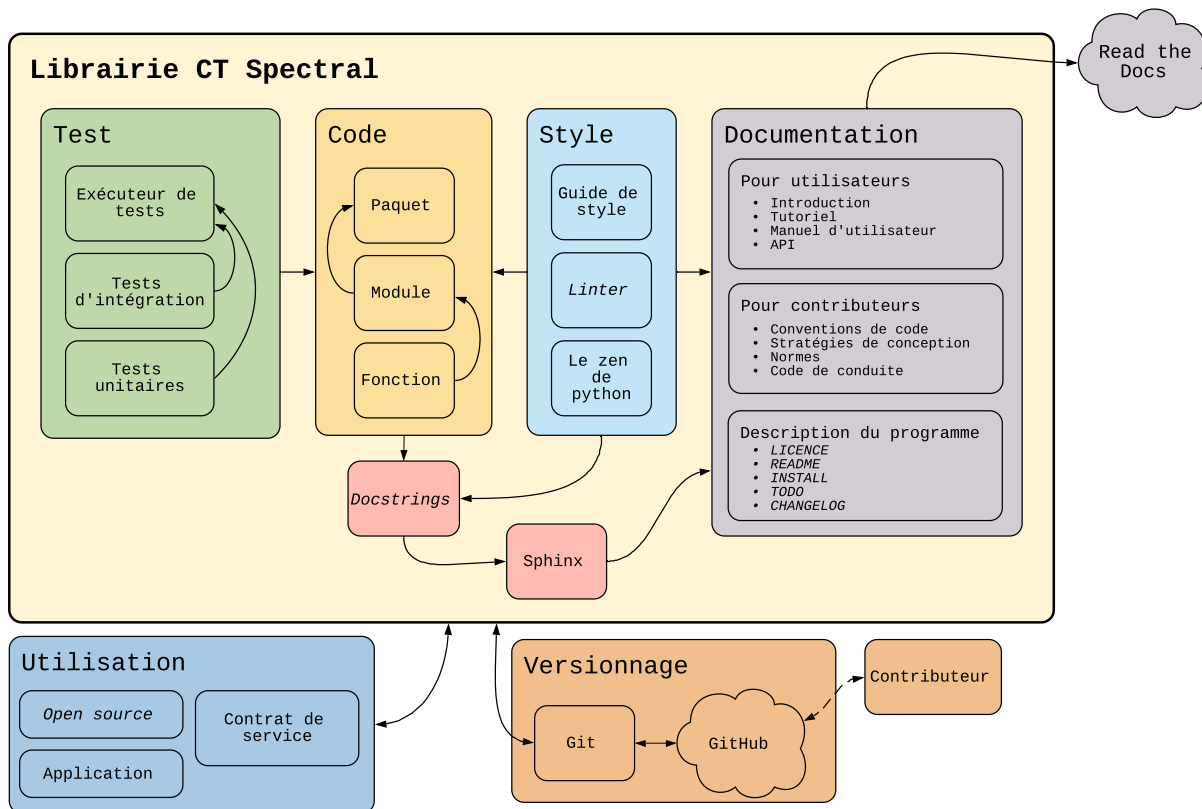 Librairie CT Spectral
Read the
Docs
Test
Exécuteur de
tests
Tests
d'intégration
Tests
unitaires
Code
Paquet
Module
Fonction
Style
Guide de
style
Linter
Le zen
de
python
Documentation
Pour utilisateurs
• Introduction
• Tutoriel
• Manuel d'utilisateur
• API
Pour contributeurs
• Conventions de code
• Stratégies de conception
• Normes
• Code de conduite
Description du programme
• LICENCE
• README
• INSTALL
• TODO
• CHANGELOG
Docstrings
Sphinx
Utilisation
Open source
Application
Contrat de
service
Versionnage
Git
GitHub
Contributeur